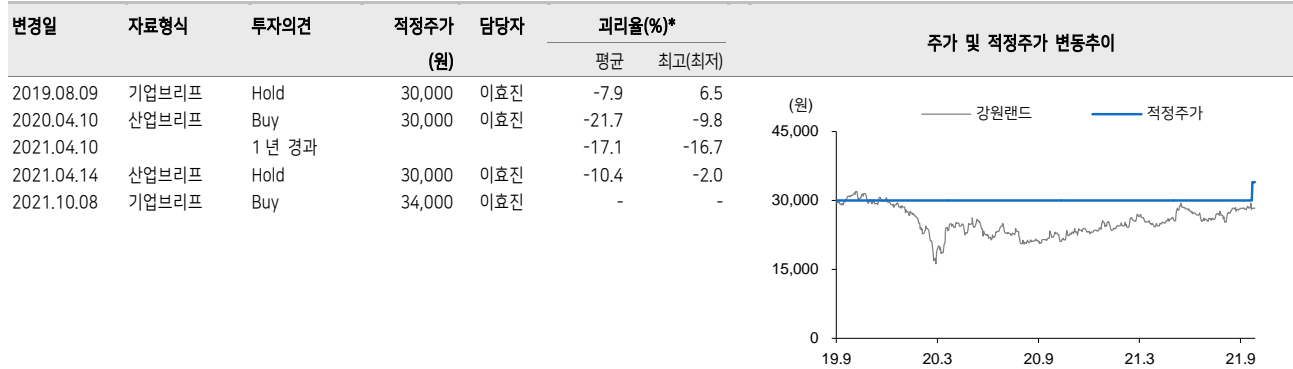 변경일 자료형식 투자의견 적정주가 담당자 괴리율(%)*
(원) 평균 최고(최저)
2019.08.09 기업브리프 Hold 30,000 이효진 -7.9 6.5
2020.04.10 산업브리프 Buy 30,000 이효진 -21.7 -9.8
2021.04.10 1년 경과 -17.1 -16.7
2021.04.14 산업브리프 Hold 30,000 이효진 -10.4 -2.0
2021.10.08 기업브리프 Buy 34,000 이효진 - -
주가 및 적정주가 변동추이
(원)
강원랜드 적정주가
45,000
30,000
15,000
0
19.9 20.3 20.9 21.3 21.9